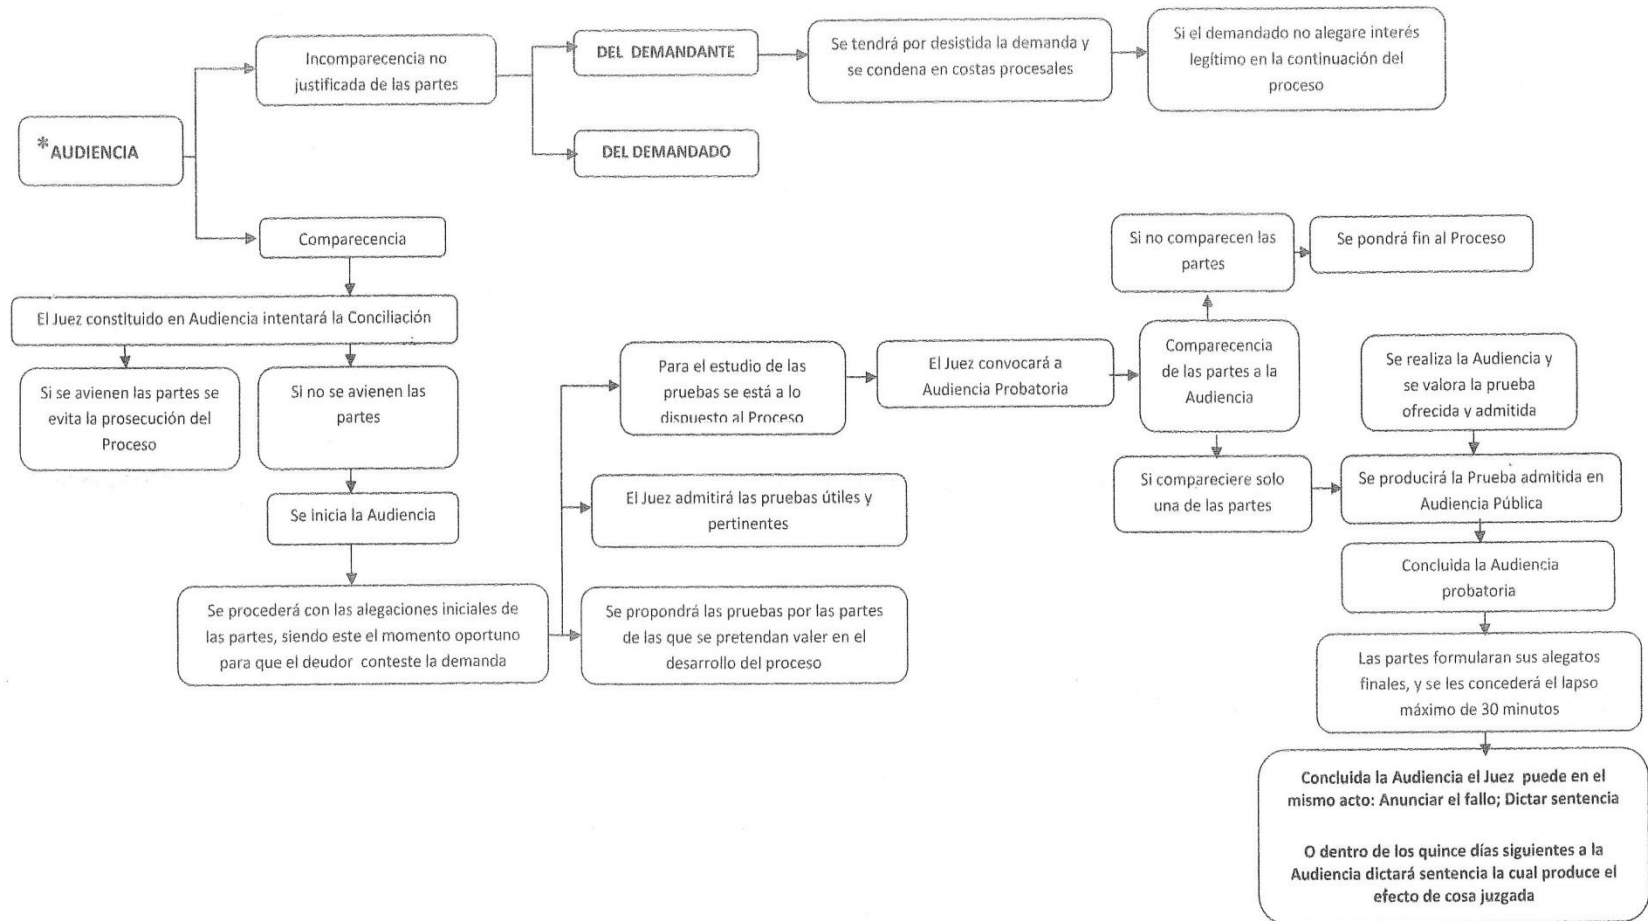 Incomparecencia no
justificada de las partes
DEL DEMANDANTE
Se tendrá por desistida la demanda y
se condena en costas procesales
Si el demandado no alegare interés
legítimo en la continuación del
proceso
*AUDIENCIA
DEL DEMANDADO
Comparecencia
El Juez constituido en Audiencia intentará la Conciliación
Si se avienen las partes se
evita la prosecución del
Proceso
Si no se avienen las
partes
Se inicia la Audiencia
Se procederá con las alegaciones iniciales de
las partes, siendo este el momento oportuno
para que el deudor conteste la demanda
Para el estudio de las
pruebas se está a lo
dispuesto al Proceso
El Juez admitirá las pruebas útiles y
pertinentes
Se propondrá las pruebas por las partes
de las que se pretendan valer en el
desarrollo del proceso
El Juez convocará a
Audiencia Probatoria
Si no comparecen las
partes
Se pondrá fin al Proceso
Comparecencia
de las partes a la
Audiencia
Si compareciere solo
una de las partes
Se realiza la Audiencia y
se valora la prueba
ofrecida y admitida
Se producirá la Prueba admitida en
Audiencia Pública
Concluida la Audiencia
probatoria
Las partes formularan sus alegatos
finales, y se les concederá el lapso
máximo de 30 minutos
Concluida la Audiencia el Juez puede en el
mismo acto: Anunciar el fallo; Dictar sentencia
O dentro de los quince días siguientes a la
Audiencia dictará sentencia la cual produce el
efecto de cosa juzgada